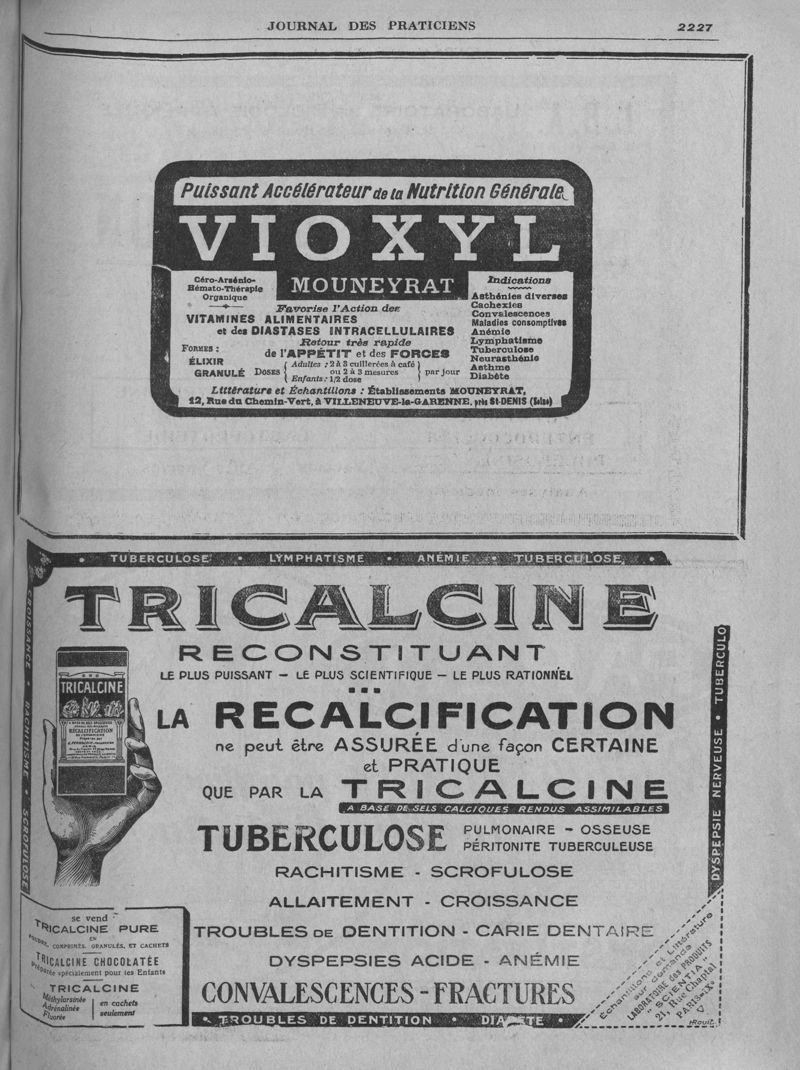 JOURNAL DES PRATICIENS
2227
Puissant Accélérateur de la Nutrition Générale
VIOXYL
MOUNEYRAT
Céro-Arsénio-
Hémato-Thérapie
Organique
Favorise l'Action des
VITAMINES ALIMENTAIRES
et des DIASTASES INTRACELLULAIRES
Retour très rapide
de l'APPÉTIT et des FORCES
FORMES :
ÉLIXIR
GRANULÉ
DOSES
Adultes : 2 à 3 cuillerées à café
ou 2 à 3 mesures
Enfants : 1/2 dose
par jour
Indications
Asthénies diverses
Cachexies
Convalescences
Maladies consomptives
Anémie
Lymphatisme
Tuberculose
Neurasthénie
Asthme
Diabète
Littérature et Échantillons : Établissements MOUNEYRAT,
12, Rue du Chemin-Vert, à VILLENEUVE-la-GARENNE, près St-DENIS (Seine)
• TUBERCULOSE • LYMPHATISME • ANÉMIE • TUBERCULOSE •
CROISSANCE • RACHITISME • SCROFULOSE
TRICALCINE
RECONSTITUANT
LE PLUS PUISSANT — LE PLUS SCIENTIFIQUE — LE PLUS RATIONNEL
TRICALCINE
RECALCIFICATION
LA RECALCIFICATION
ne peut être ASSURÉE d'une façon CERTAINE
et PRATIQUE
QUE PAR LA TRICALCINE
A BASE DE SELS CALCIQUES RENDUS ASSIMILABLES
TUBERCULOSE PULMONAIRE - OSSEUSE
PÉRITONITE TUBERCULEUSE
RACHITISME - SCROFULOSE
ALLAITEMENT - CROISSANCE
TROUBLES DE DENTITION - CARIE DENTAIRE
DYSPEPSIES ACIDE - ANÉMIE
CONVALESCENCES - FRACTURES
• TROUBLES DE DENTITION • DIABÈTE •
DYSPEPSIE NERVEUSE • TUBERCULO
se vend
TRICALCINE PURE
EN
POUDRE, COMPRIMÉS, GRANULÉS, ET CACHETS
TRICALCINE CHOCOLATÉE
Préparée spécialement pour les Enfants
TRICALCINE
Méthylarsinée
Adrénalinée
Fluorée
en cachets
seulement
Échantillons et Littérature
sur demande
LABORATOIRE DES PRODUITS
"SCIENTIA"
21, Rue Chaptal
PARIS-IX°